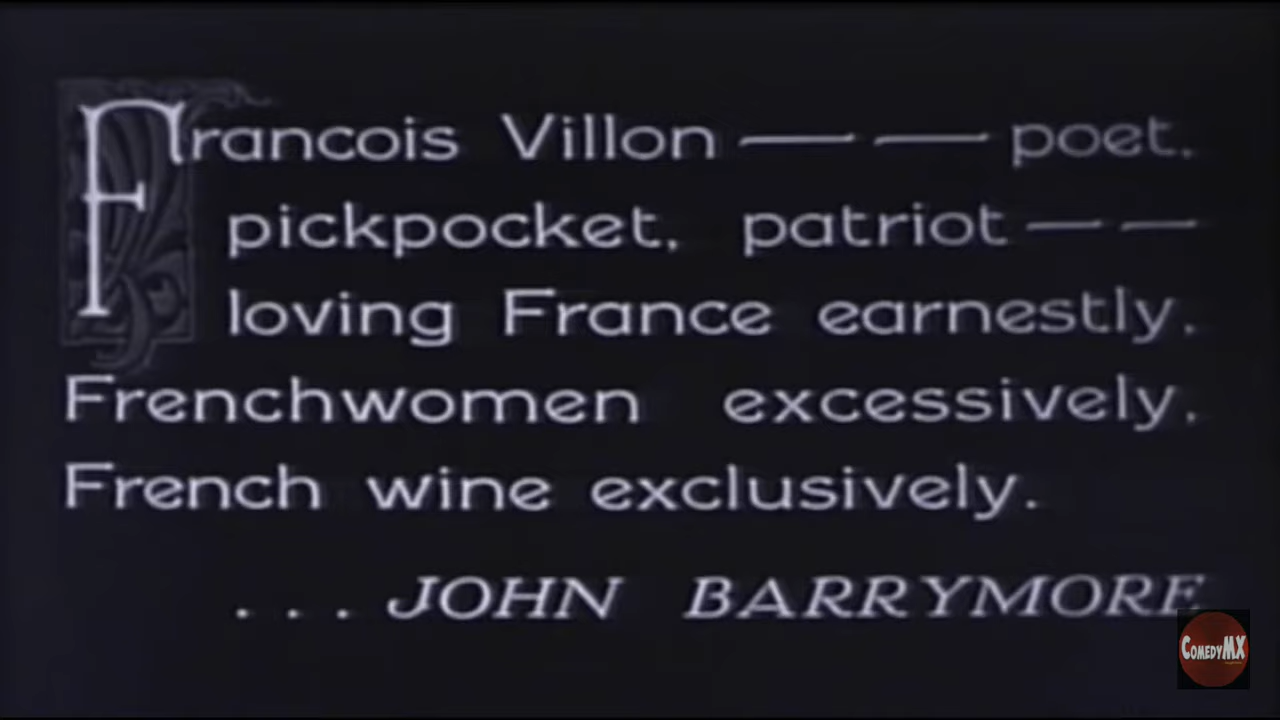 Francois Villon — — poet,
pickpocket, patriot — —
loving France earnestly,
Frenchwomen excessively,
French wine exclusively.
... JOHN BARRYMORE
COMEDYMX